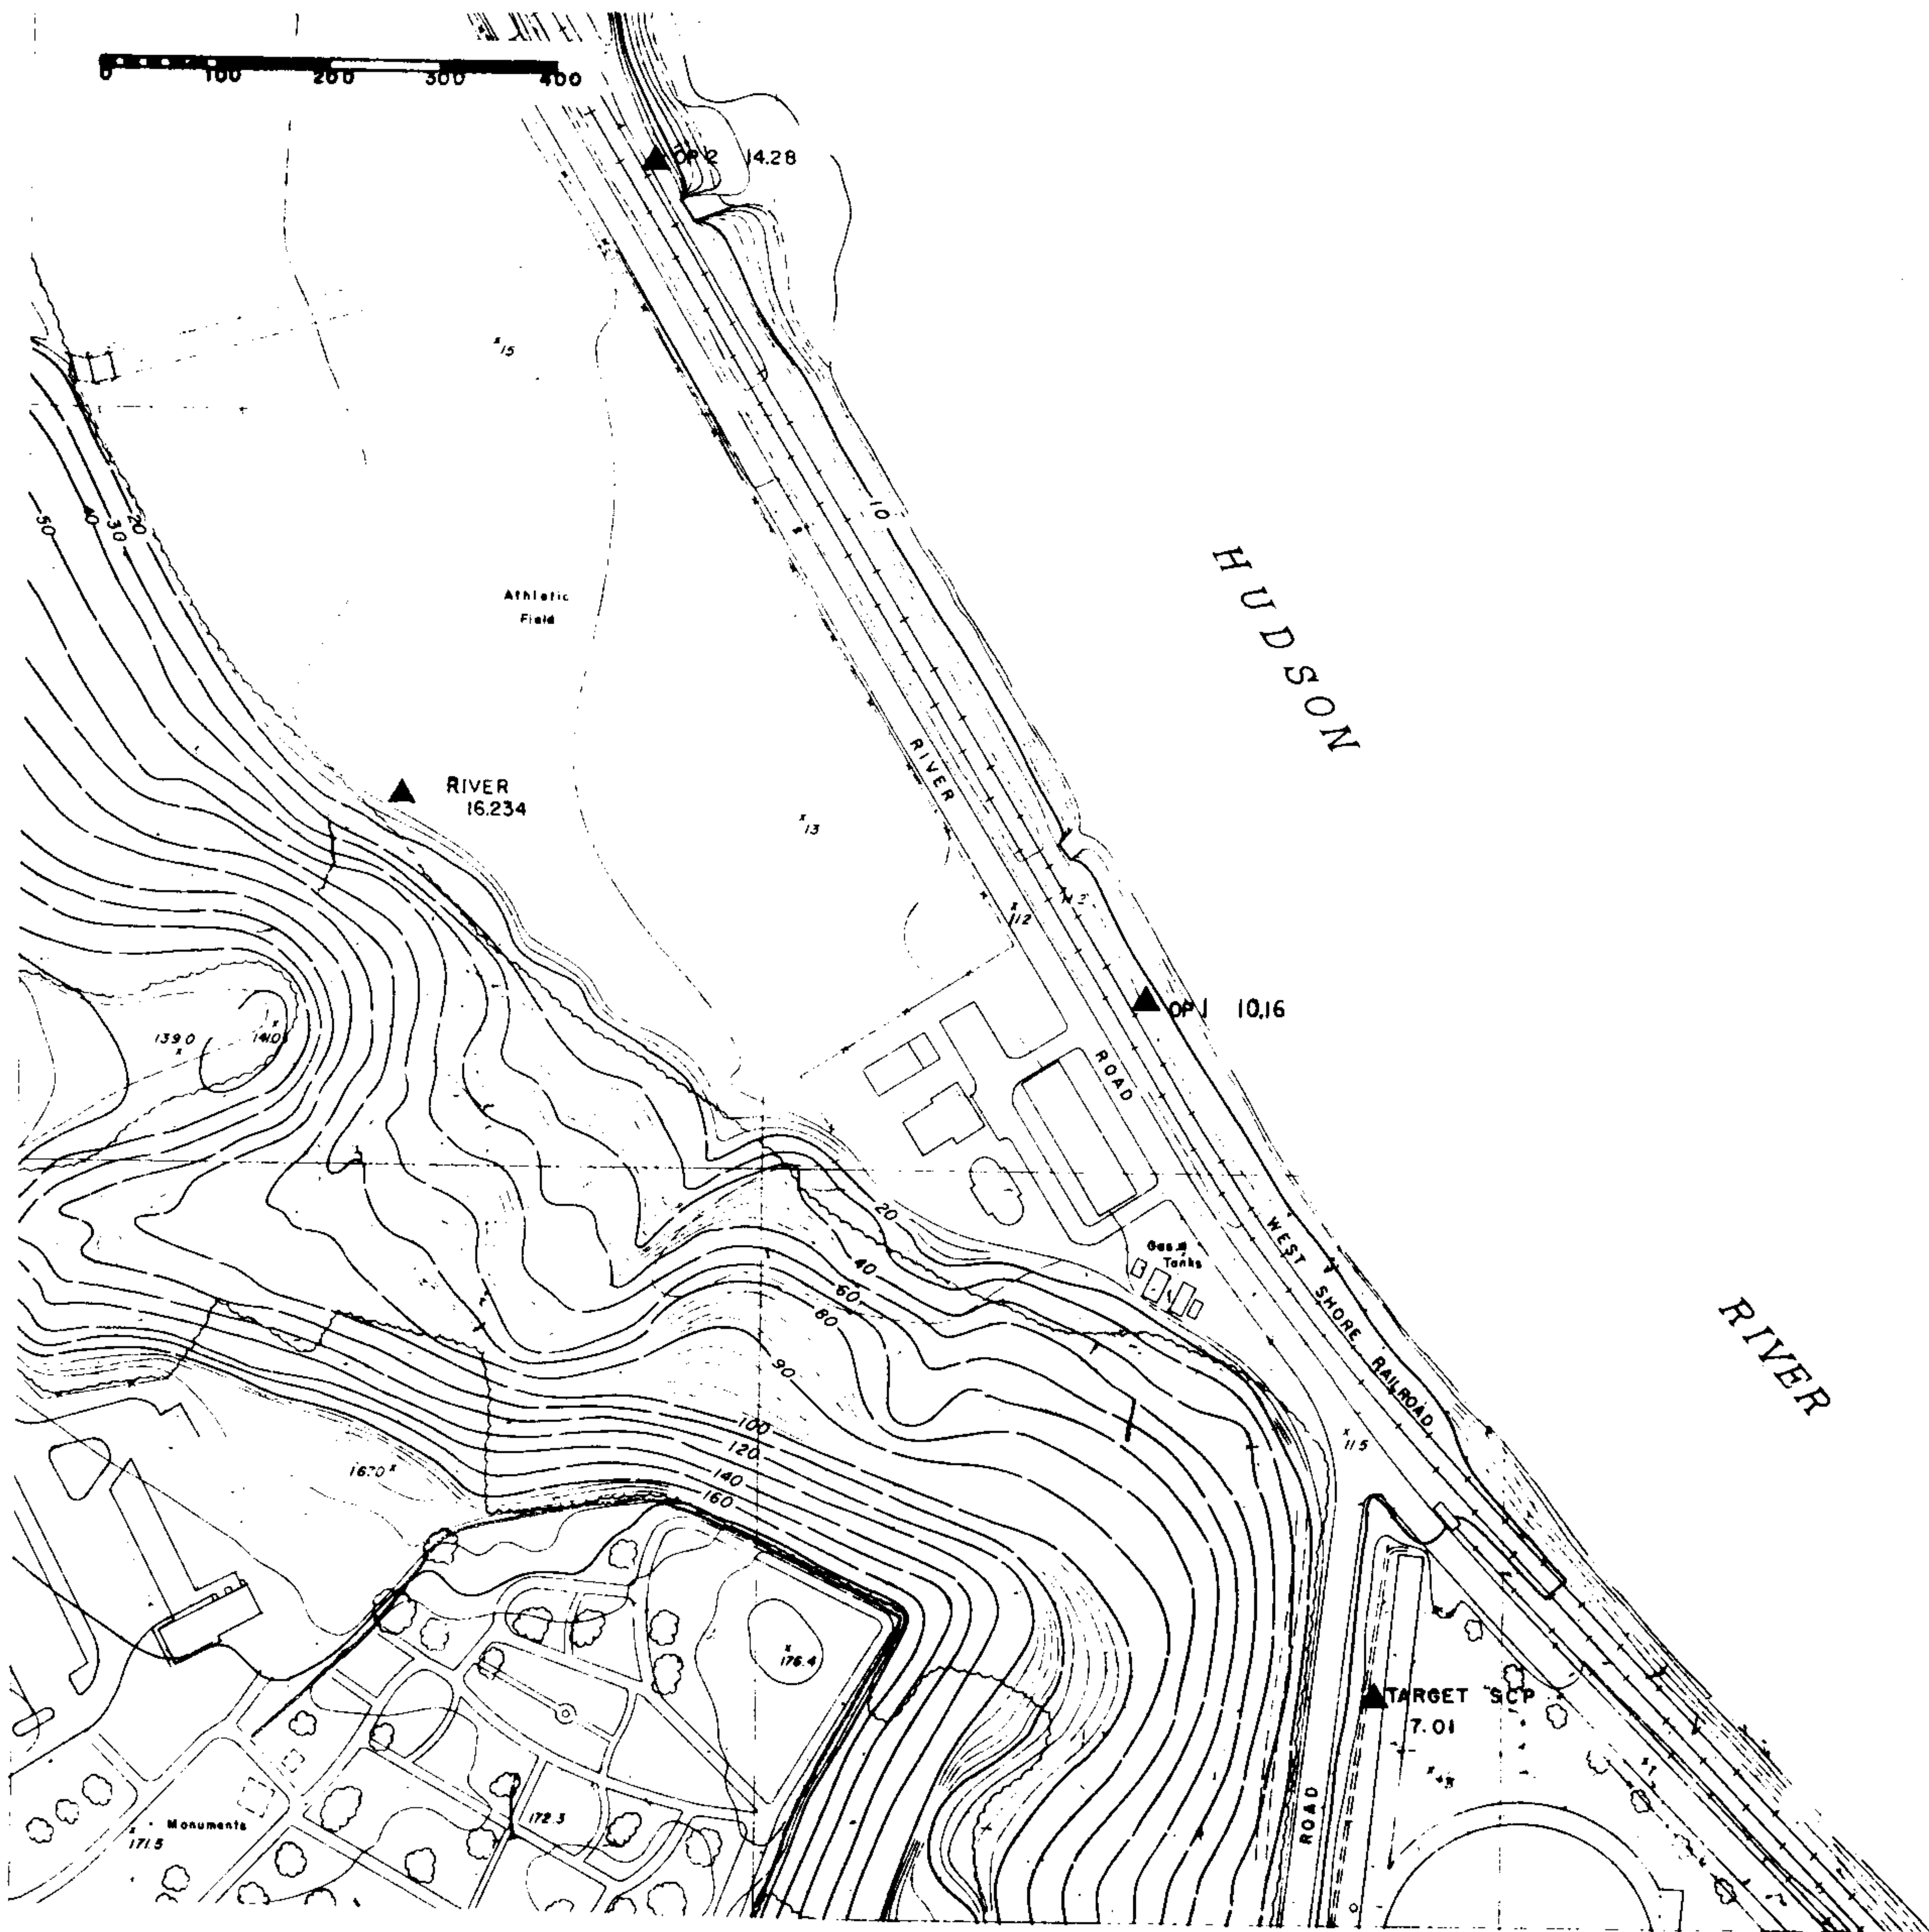 0 100 200 300 400
OP 2 14.28
15
10
50 40 30 20
HUDSON
Athletic
Field
RIVER
RIVER
16.234
13
112
112
OP 1 10.16
139.0
141.0
ROAD
20
Gas
Tanks
WEST SHORE RAILROAD
40
60
80
90
RIVER
100
120
140
160
167.0
11.5
176.4
TARGET "SCP
7.01
ROAD
Monuments
171.5
172.3